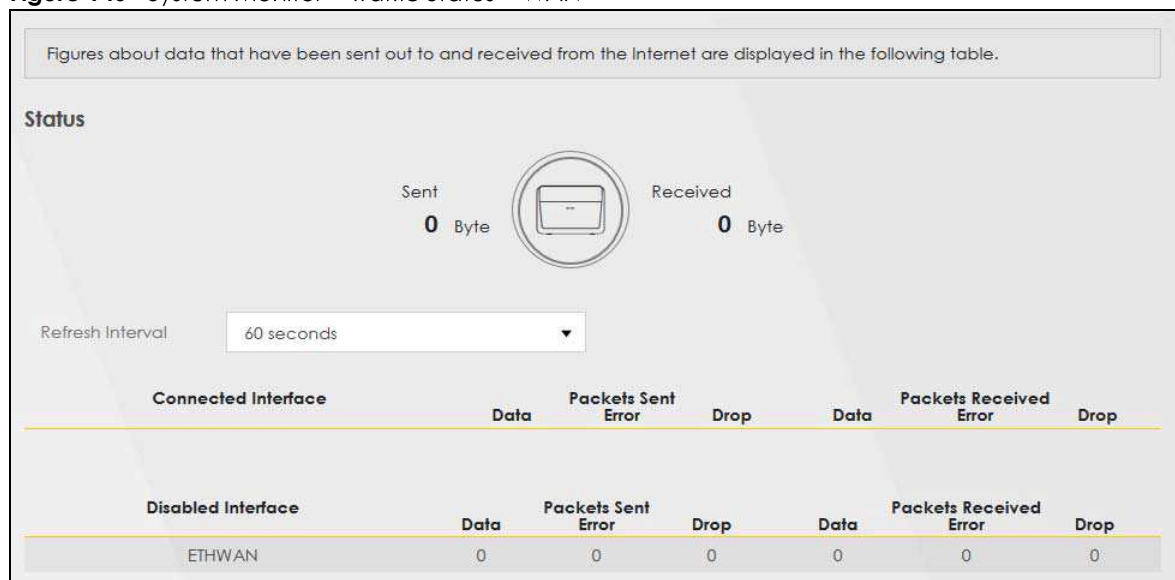 Figures about data that have been sent out to and received from the Internet are displayed in the following table.
Status
Sent
0 Byte
Received
0 Byte
Refresh Interval 60 seconds
Connected Interface Packets Sent Packets Received
Data Error Drop Data Error Drop
Disabled Interface Packets Sent Packets Received
Data Error Drop Data Error Drop
ETHWAN 0 0 0 0 0 0